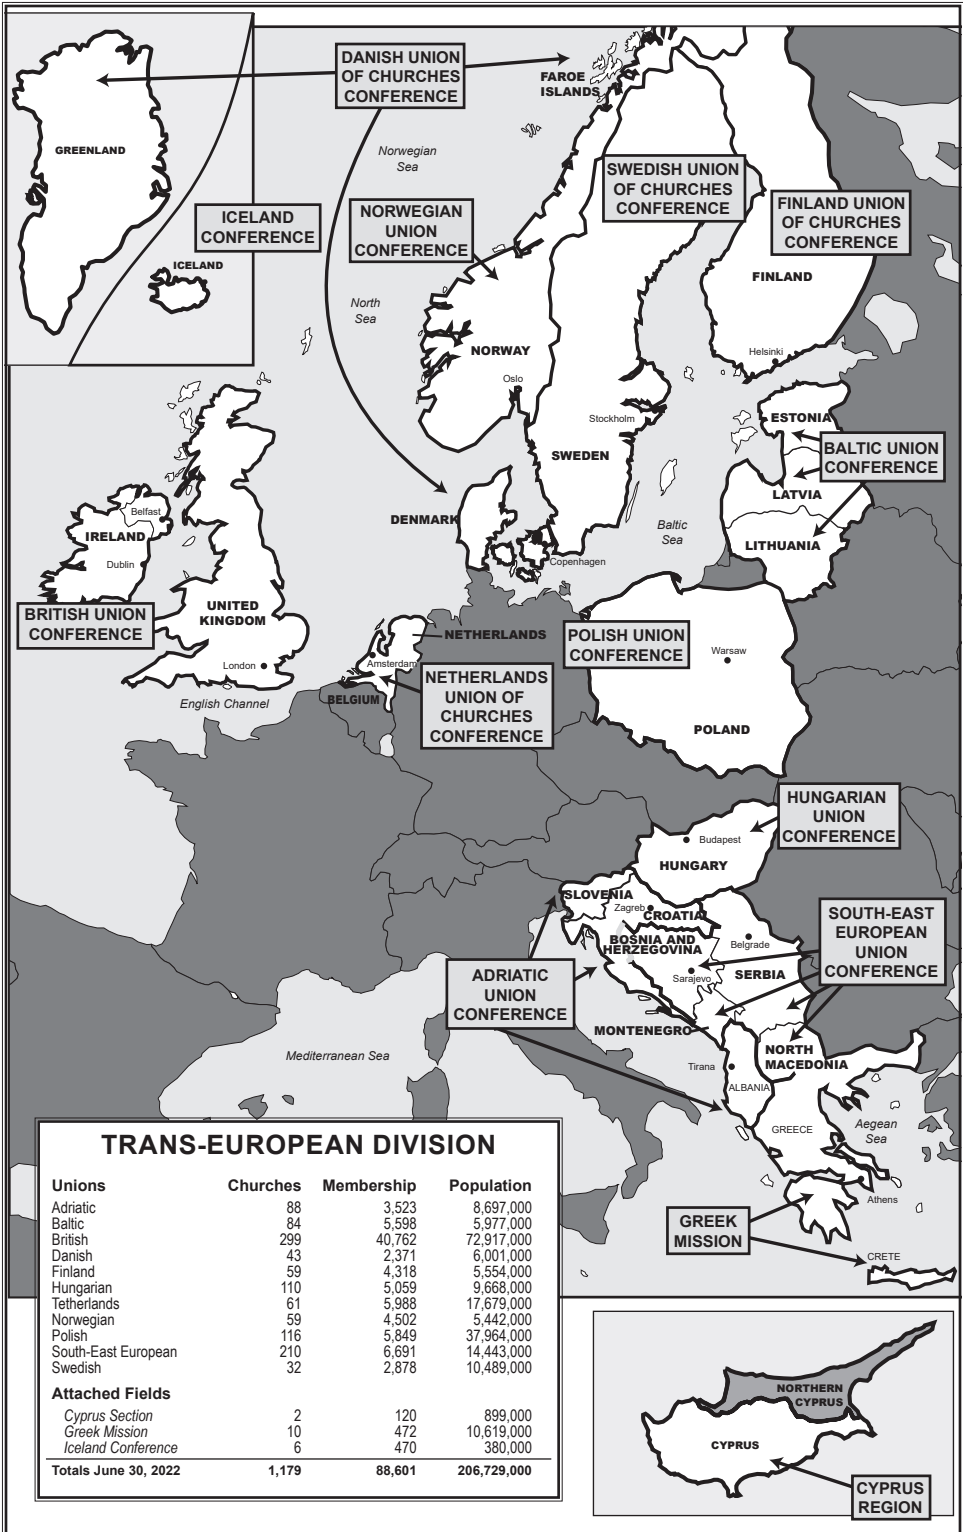 DANISH UNION
OF CHURCHES
CONFERENCE
FAROE
ISLANDS
GREENLAND
Norwegian
Sea
SWEDISH UNION
OF CHURCHES
CONFERENCE
FINLAND UNION
OF CHURCHES
CONFERENCE
NORWEGIAN
UNION
CONFERENCE
ICELAND
CONFERENCE
ICELAND
FINLAND
North
Sea
NORWAY
Helsinki
Oslo
Stockholm
ESTONIA
BALTIC UNION
CONFERENCE
SWEDEN
LATVIA
Belfast
DENMARK
Baltic
Sea
IRELAND
LITHUANIA
Dublin
Copenhagen
BRITISH UNION
CONFERENCE
UNITED
KINGDOM
NETHERLANDS
POLISH UNION
CONFERENCE
Warsaw
London
Amsterdam
NETHERLANDS
UNION OF
CHURCHES
CONFERENCE
English Channel
BELGIUM
POLAND
HUNGARIAN
UNION
CONFERENCE
Budapest
HUNGARY
SLOVENIA
Zagreb
CROATIA
SOUTH-EAST
EUROPEAN
UNION
CONFERENCE
BOSNIA AND
HERZEGOVINA
Belgrade
ADRIATIC
UNION
CONFERENCE
Sarajevo
SERBIA
MONTENEGRO
Mediterranean Sea
NORTH
MACEDONIA
Tirana
ALBANIA
GREECE
Aegean
Sea
Athens
GREEK
MISSION
CRETE
TRANS-EUROPEAN DIVISION
Unions Churches Membership Population
Adriatic 88 3,523 8,697,000
Baltic 84 5,598 5,977,000
British 299 40,762 72,917,000
Danish 43 2,371 6,001,000
Finland 59 4,318 5,554,000
Hungarian 110 5,059 9,668,000
Tetherlands 61 5,988 17,679,000
Norwegian 59 4,502 5,442,000
Polish 116 5,849 37,964,000
South-East European 210 6,691 14,443,000
Swedish 32 2,878 10,489,000
Attached Fields
Cyprus Section 2 120 899,000
Greek Mission 10 472 10,619,000
Iceland Conference 6 470 380,000
Totals June 30, 2022 1,179 88,601 206,729,000
NORTHERN
CYPRUS
CYPRUS
CYPRUS
REGION